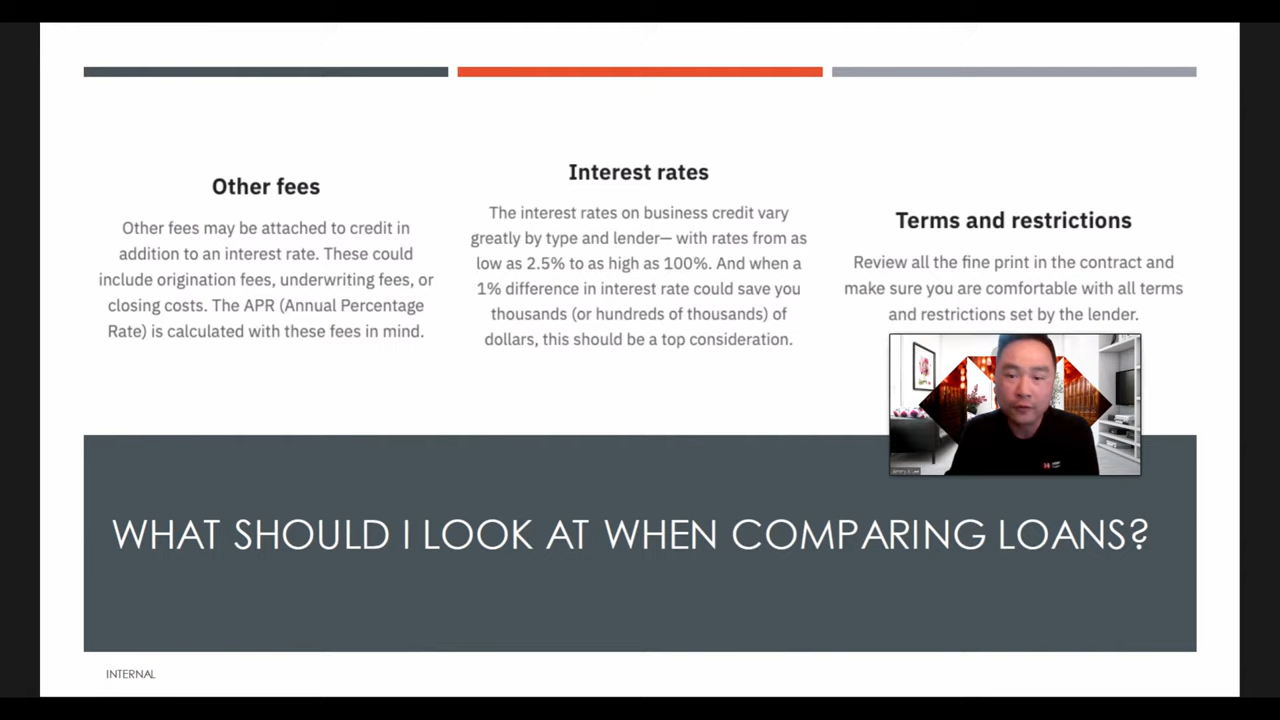 Other fees
Other fees may be attached to credit in
addition to an interest rate. These could
include origination fees, underwriting fees, or
closing costs. The APR (Annual Percentage
Rate) is calculated with these fees in mind.
Interest rates
The interest rates on business credit vary
greatly by type and lender— with rates from as
low as 2.5% to as high as 100%. And when a
1% difference in interest rate could save you
thousands (or hundreds of thousands) of
dollars, this should be a top consideration.
Terms and restrictions
Review all the fine print in the contract and
make sure you are comfortable with all terms
and restrictions set by the lender.
WHAT SHOULD I LOOK AT WHEN COMPARING LOANS?
INTERNAL